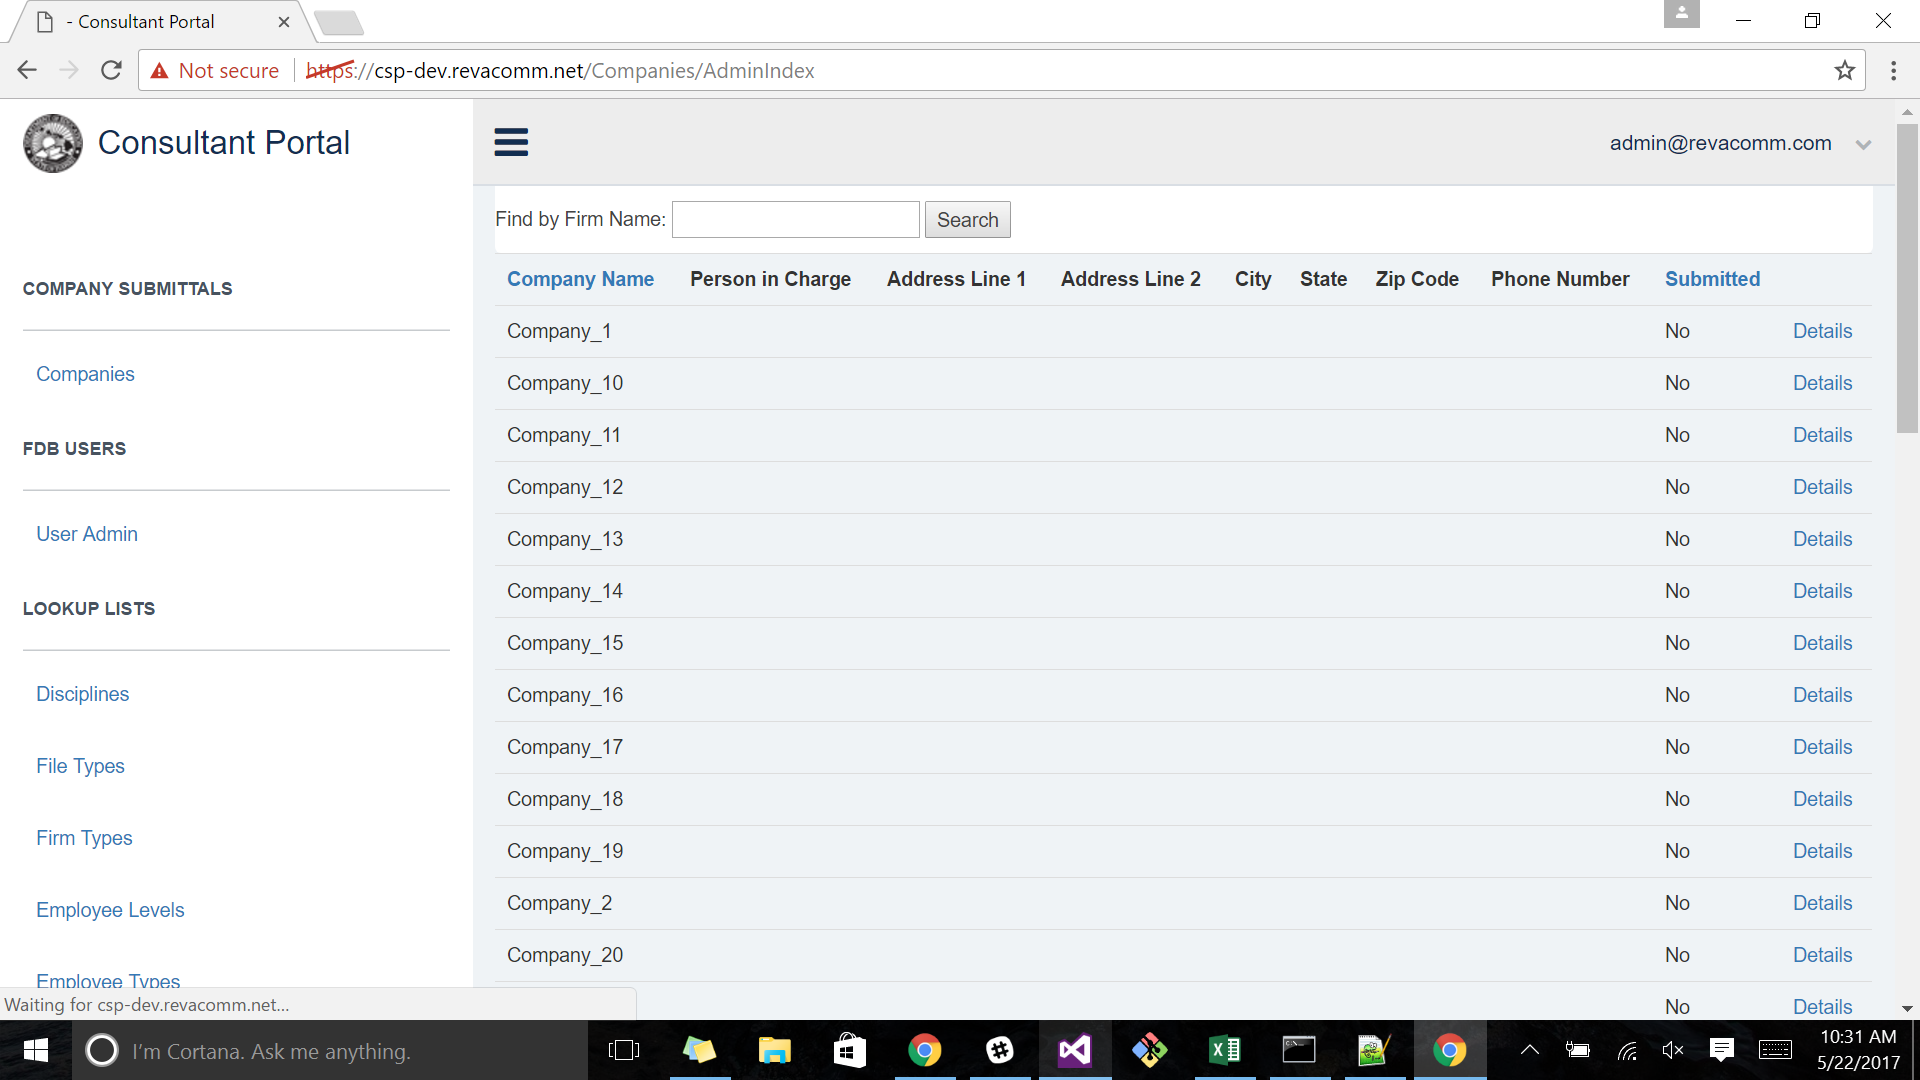 - Consultant Portal
Not secure https://csp-dev.revacomm.net/Companies/AdminIndex
Consultant Portal
admin@revacomm.com
COMPANY SUBMITTALS
Companies
FDB USERS
User Admin
LOOKUP LISTS
Disciplines
File Types
Firm Types
Employee Levels
Employee Types
Find by Firm Name: Search
Company Name Person in Charge Address Line 1 Address Line 2 City State Zip Code Phone Number Submitted
Company_1 No Details
Company_10 No Details
Company_11 No Details
Company_12 No Details
Company_13 No Details
Company_14 No Details
Company_15 No Details
Company_16 No Details
Company_17 No Details
Company_18 No Details
Company_19 No Details
Company_2 No Details
Company_20 No Details
No Details
Waiting for csp-dev.revacomm.net...
I'm Cortana. Ask me anything.
10:31 AM
5/22/2017